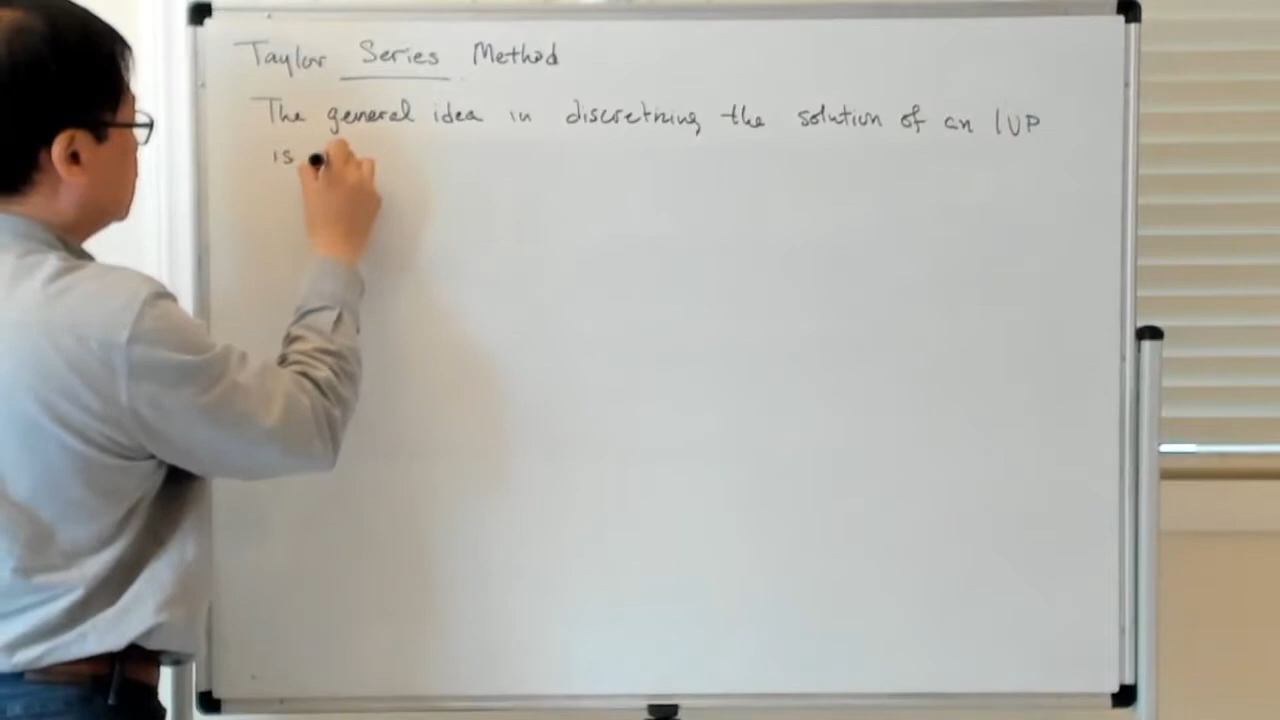 Taylor Series Method
The general idea in discretizing the solution of an IVP
is